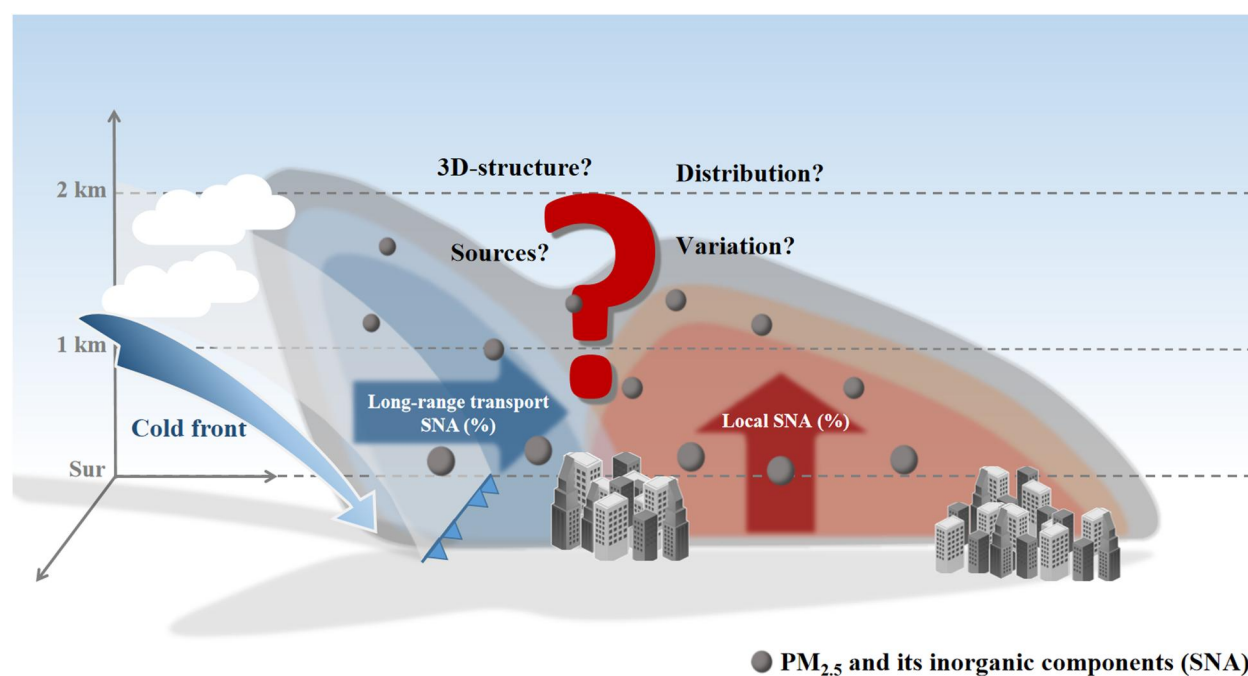 3D-structure?
Distribution?
2 km
Sources?
Variation?
1 km
Long-range transport
SNA (%)
Cold front
Local SNA (%)
Sur
PM2.5 and its inorganic components (SNA)